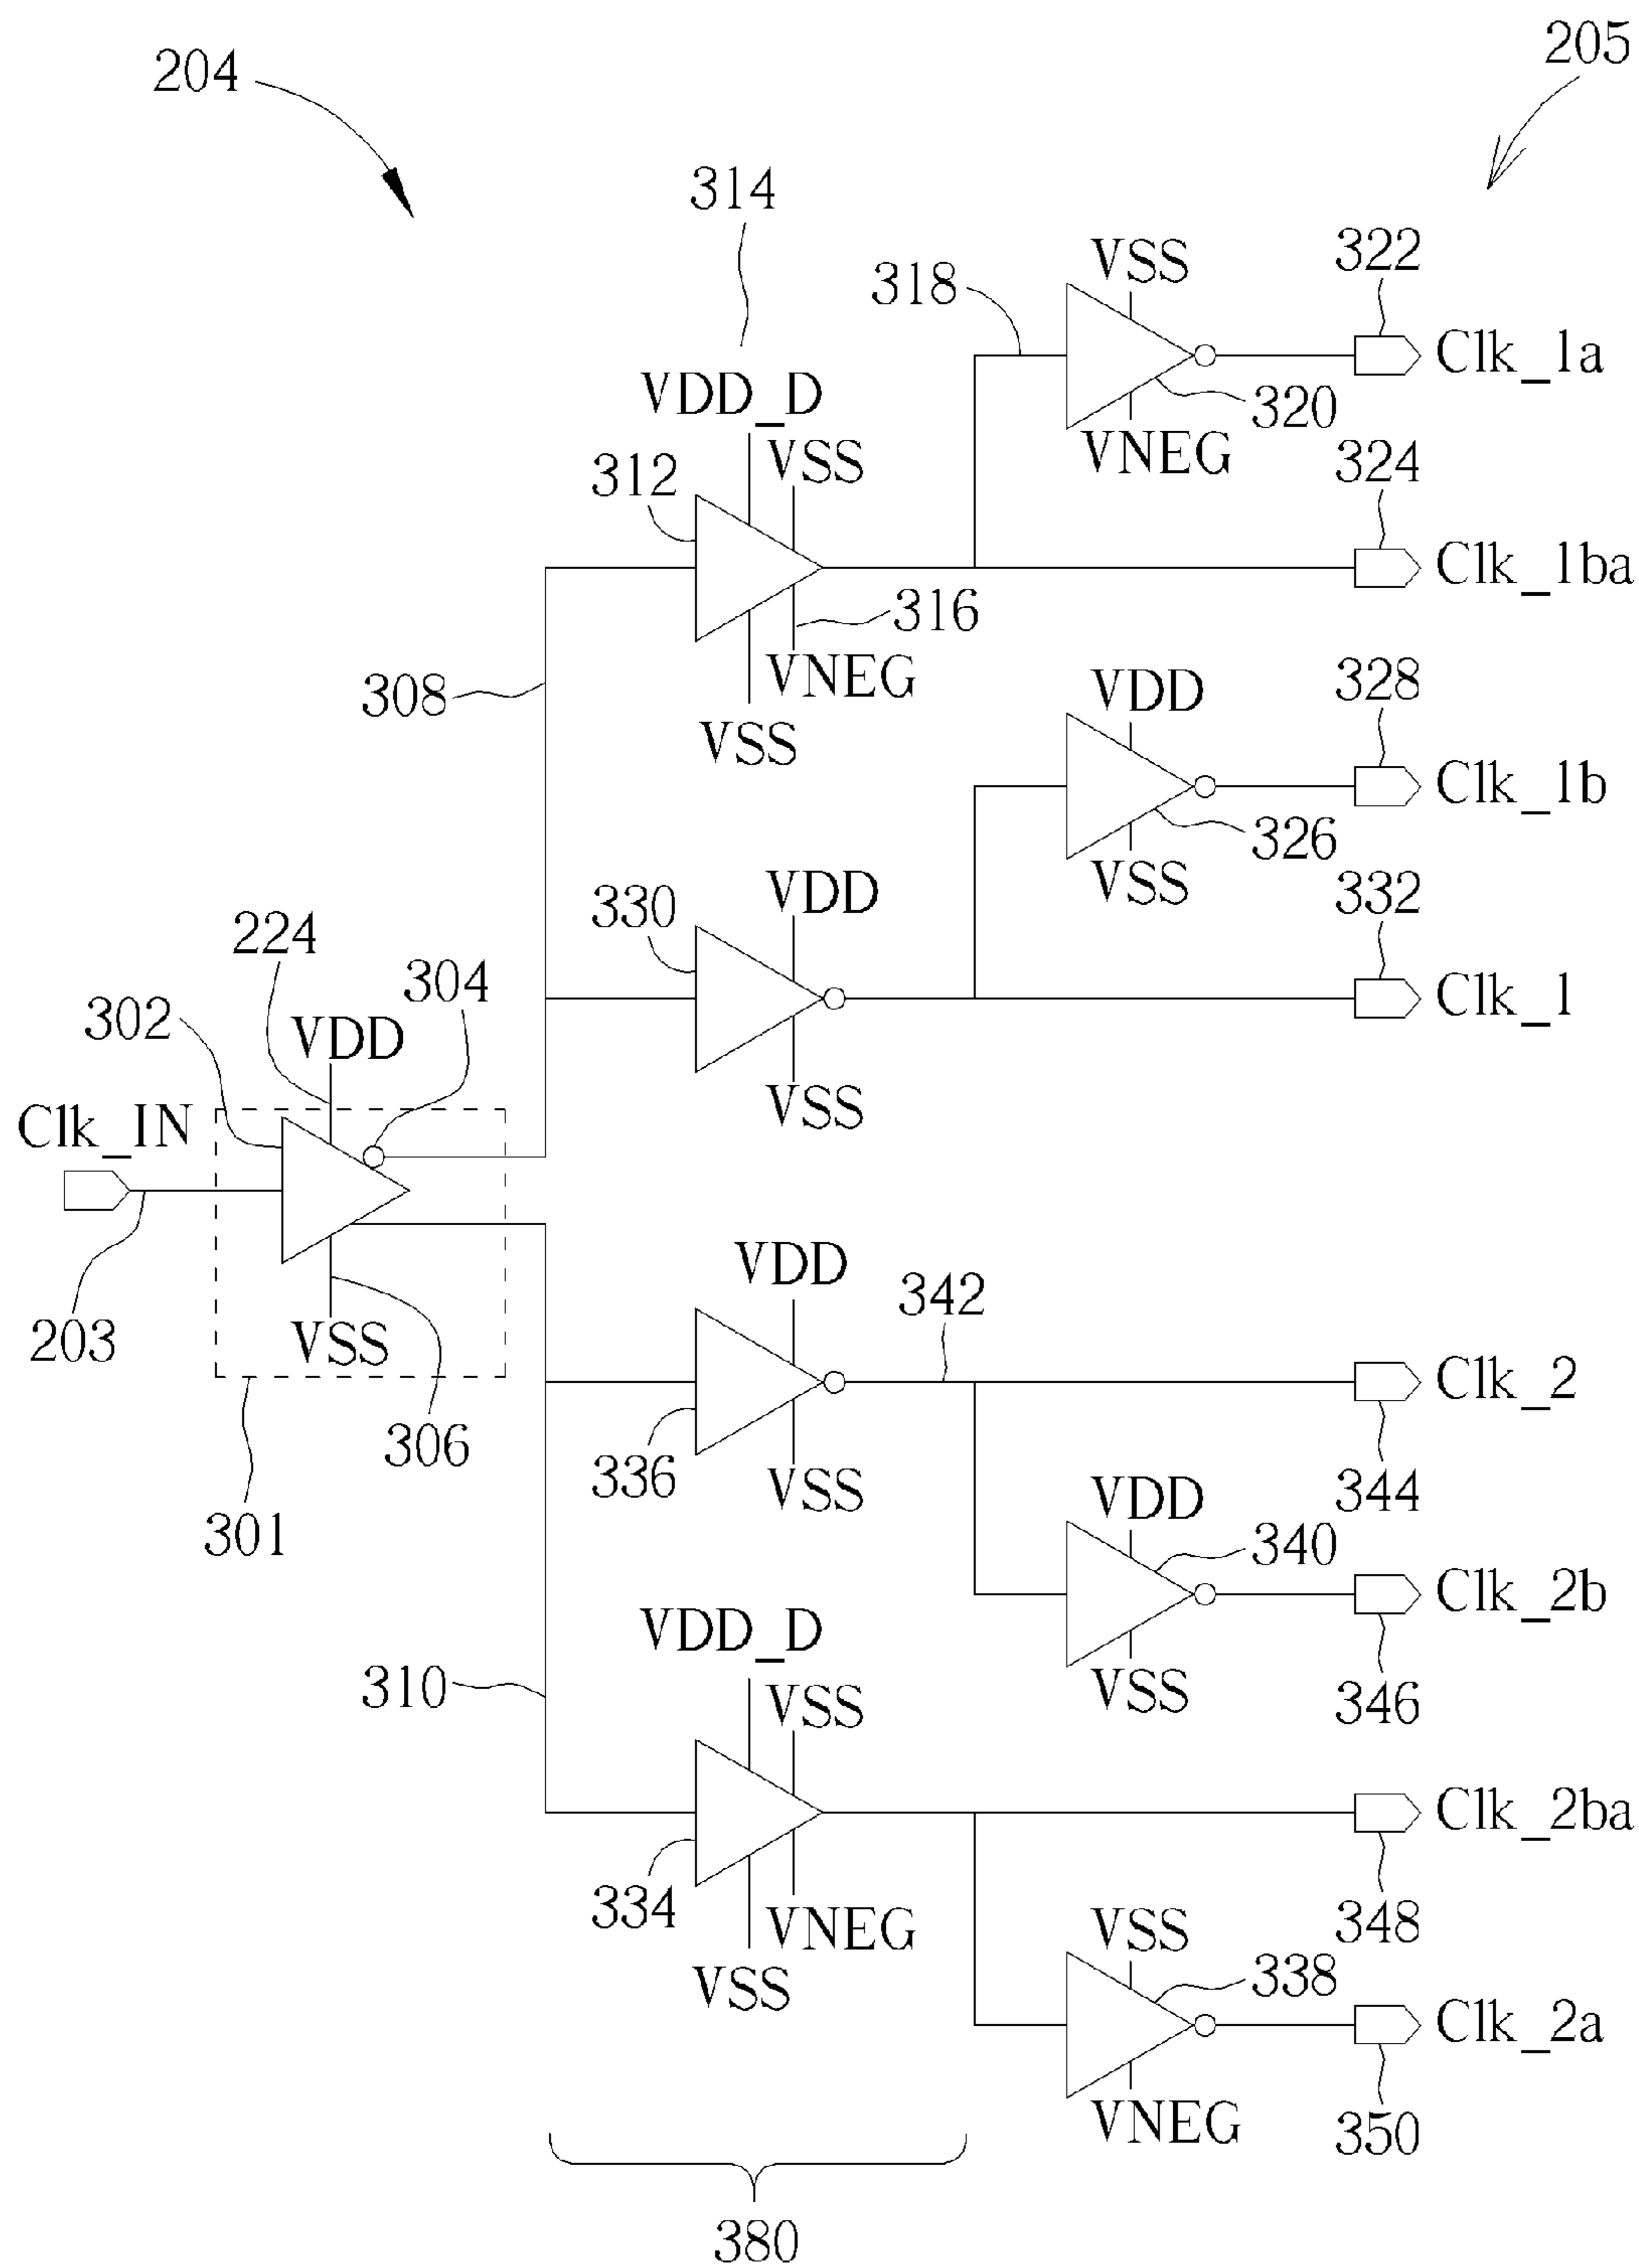 204
205
314
322
VSS
318
Clk_1a
VDD_D
320
VSS
VNEG
324
312
Clk_1ba
316
VNEG
328
308
VDD
VSS
Clk_1b
326
VDD
VSS
332
330
224
304
Clk_1
302
VDD
VSS
Clk_IN
VDD
342
203
VSS
Clk_2
306
336
VSS
VDD
344
301
340
Clk_2b
VDD_D
310
VSS
VSS
346
Clk_2ba
334
VNEG
VSS
348
VSS
338
Clk_2a
VNEG
350
380